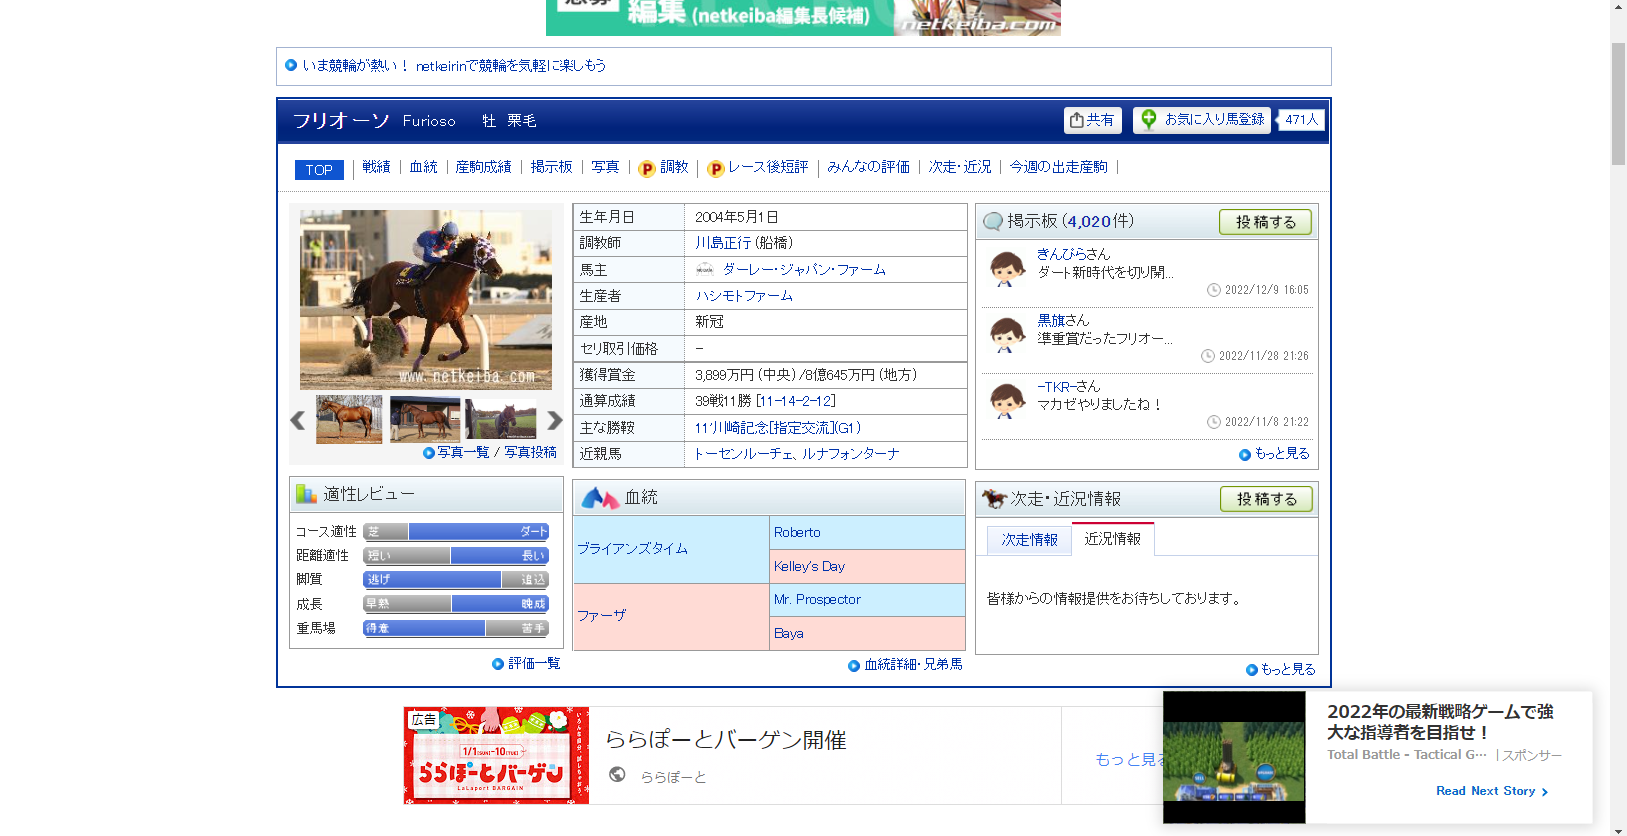 編集 (netkeiba編集長候補)
netkeiba.com
いま競輪が熱い！ netkeirinで競輪を気軽に楽しもう
フリオーソ Furioso 牡 栗毛
共有
お気に入り馬登録
471人
TOP
戦績
血統
産駒成績
掲示板
写真
P 調教
P レース後短評
みんなの評価
次走・近況
今週の出走産駒
www.netkeiba.com
写真一覧 / 写真投稿
生年月日 2004年5月1日
調教師 川島正行 (船橋)
馬主 ダーレー・ジャパン・ファーム
生産者 ハシモトファーム
産地 新冠
セリ取引価格 -
獲得賞金 3,899万円 (中央) /8億645万円 (地方)
通算成績 39戦11勝 [11-14-2-12]
主な勝鞍 11'川崎記念[指定交流](G1)
近親馬 トーセンルーチェ、ルナフォンターナ
掲示板 (4,020件)
投稿する
きんぴらさん
ダート新時代を切り開...
2022/12/9 16:05
黒旗さん
準重賞だったフリオー...
2022/11/28 21:26
-TKR-さん
マカゼやりましたね！
2022/11/8 21:22
もっと見る
適性レビュー
コース適性 芝 ダート
距離適性 短い 長い
脚質 逃げ 追込
成長 早熟 晩成
重馬場 得意 苦手
評価一覧
血統
ブライアンズタイム
Roberto
Kelley's Day
ファーザ
Mr. Prospector
Baya
血統詳細・兄弟馬
次走・近況情報
投稿する
次走情報
近況情報
皆様からの情報提供をお待ちしております。
もっと見る
広告
1/1(SUN)-10(TUE)
ららぽーとバーゲン
LaLaport BARGAIN
ららぽーとバーゲン開催
ららぽーと
もっと見る
2022年の最新戦略ゲームで強
大な指導者を目指せ！
Total Battle - Tactical G… | スポンサー
Read Next Story